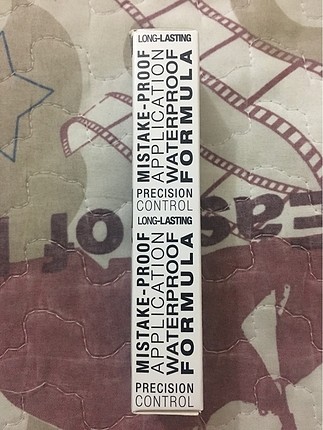 LONG-LASTING
MISTAKE-PROOF
APPLICATION
WATERPROOF
FORMULA
PRECISION
CONTROL
LONG-LASTING
MISTAKE-PROOF
APPLICATION
WATERPROOF
FORMULA
PRECISION
CONTROL